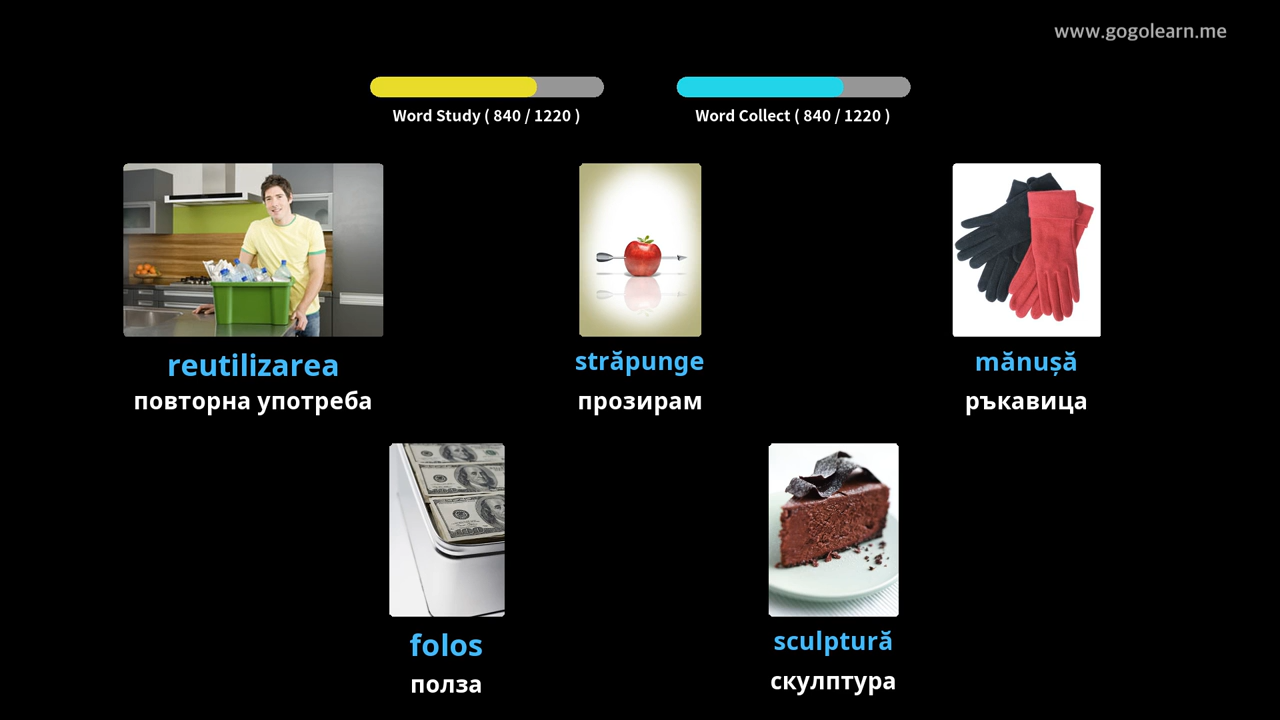 www.gogolearn.me
Word Study ( 840 / 1220 )
Word Collect ( 840 / 1220 )
reutilizarea
повторна употреба
străpunge
прозирам
mănușă
ръкавица
folos
полза
sculptură
скулптура